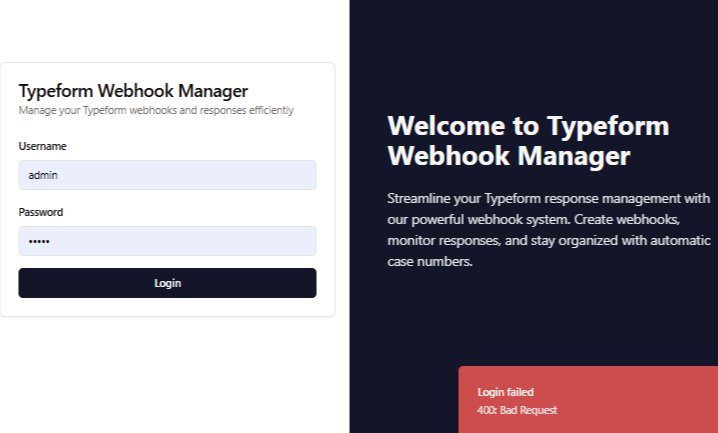 Typeform Webhook Manager
Manage your Typeform webhooks and responses efficiently
Username
admin
Password
•••••
Login
Welcome to Typeform
Webhook Manager
Streamline your Typeform response management with
our powerful webhook system. Create webhooks,
monitor responses, and stay organized with automatic
case numbers.
Login failed
400: Bad Request